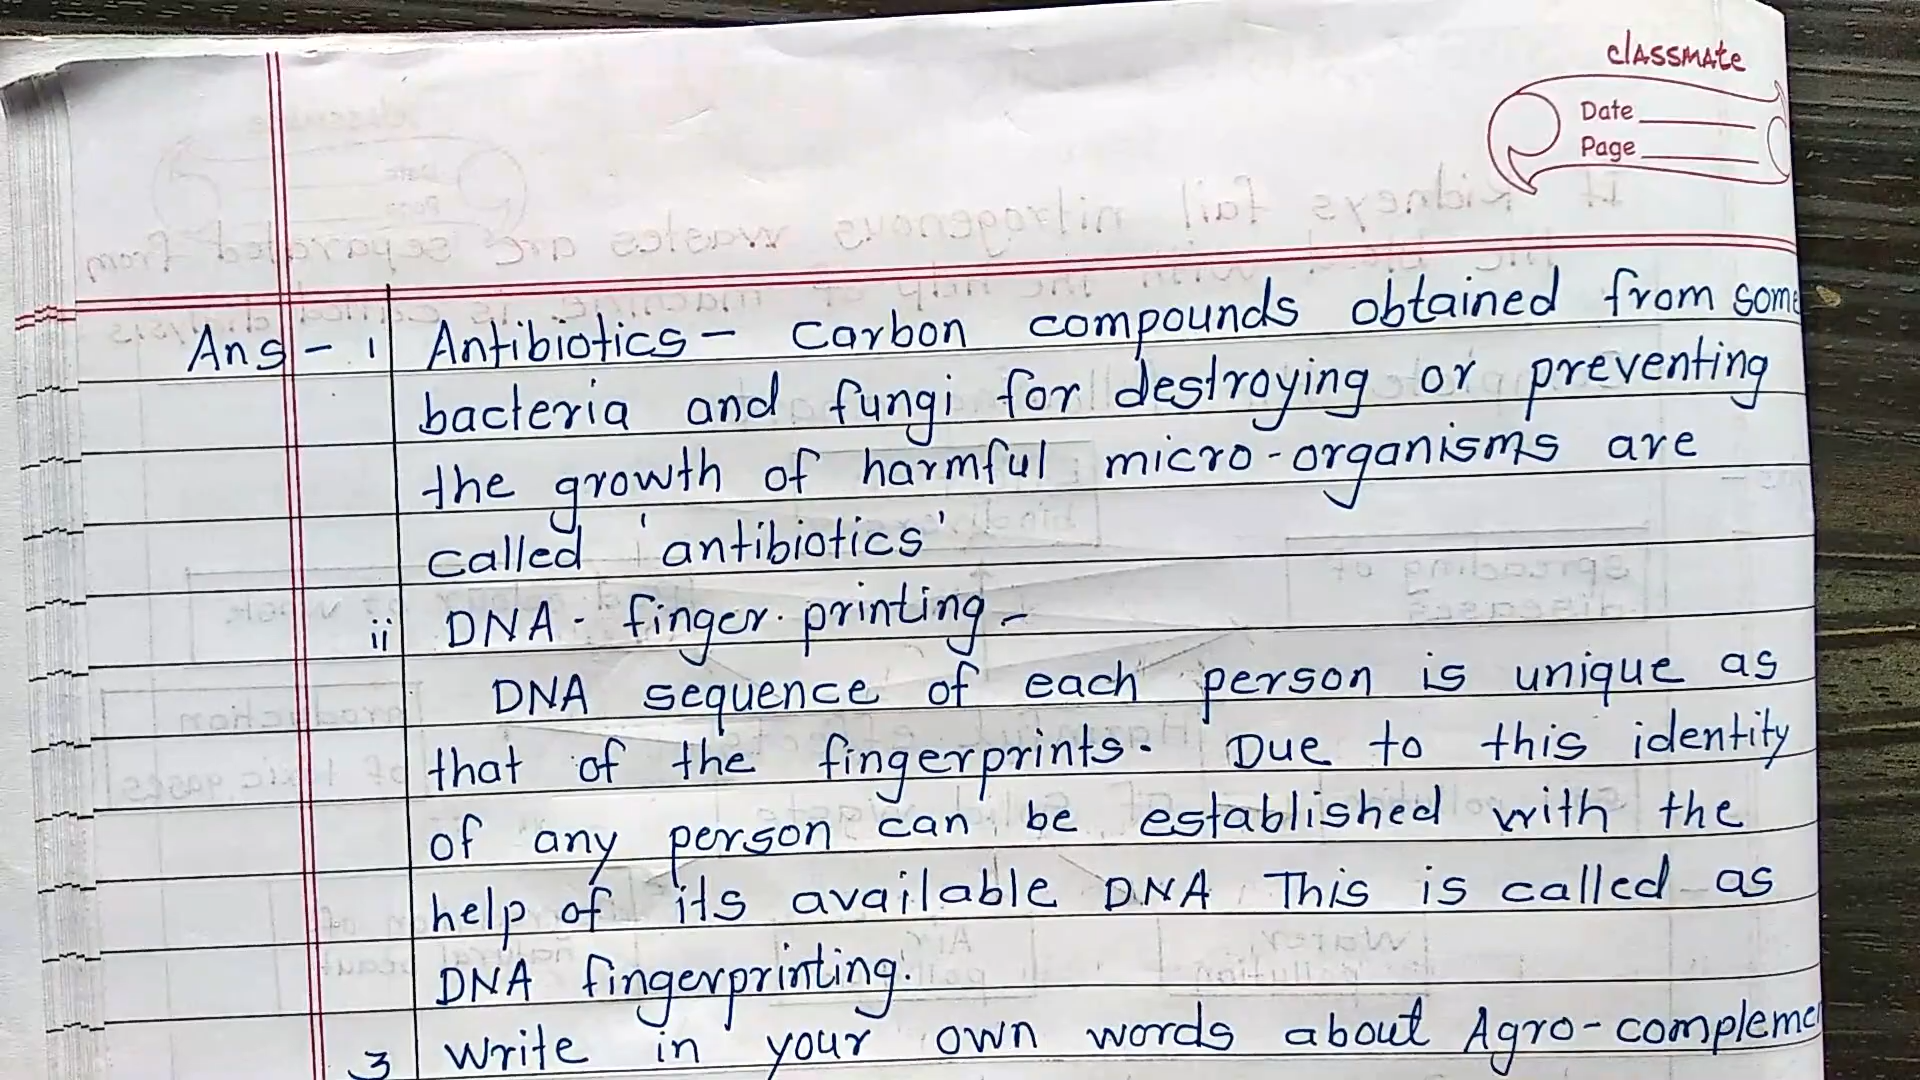 classmate
Date
Page
Ans - i Antibiotics - Carbon compounds obtained from some
bacteria and fungi for destroying or preventing
the growth of harmful micro-organisms are
called 'antibiotics'
ii DNA - finger. printing -
DNA sequence of each person is unique as
that of the fingerprints. Due to this identity
of any person can be established with the
help of its available DNA This is called as
DNA fingerprinting.
3 Write in your own words about Agro-compleme